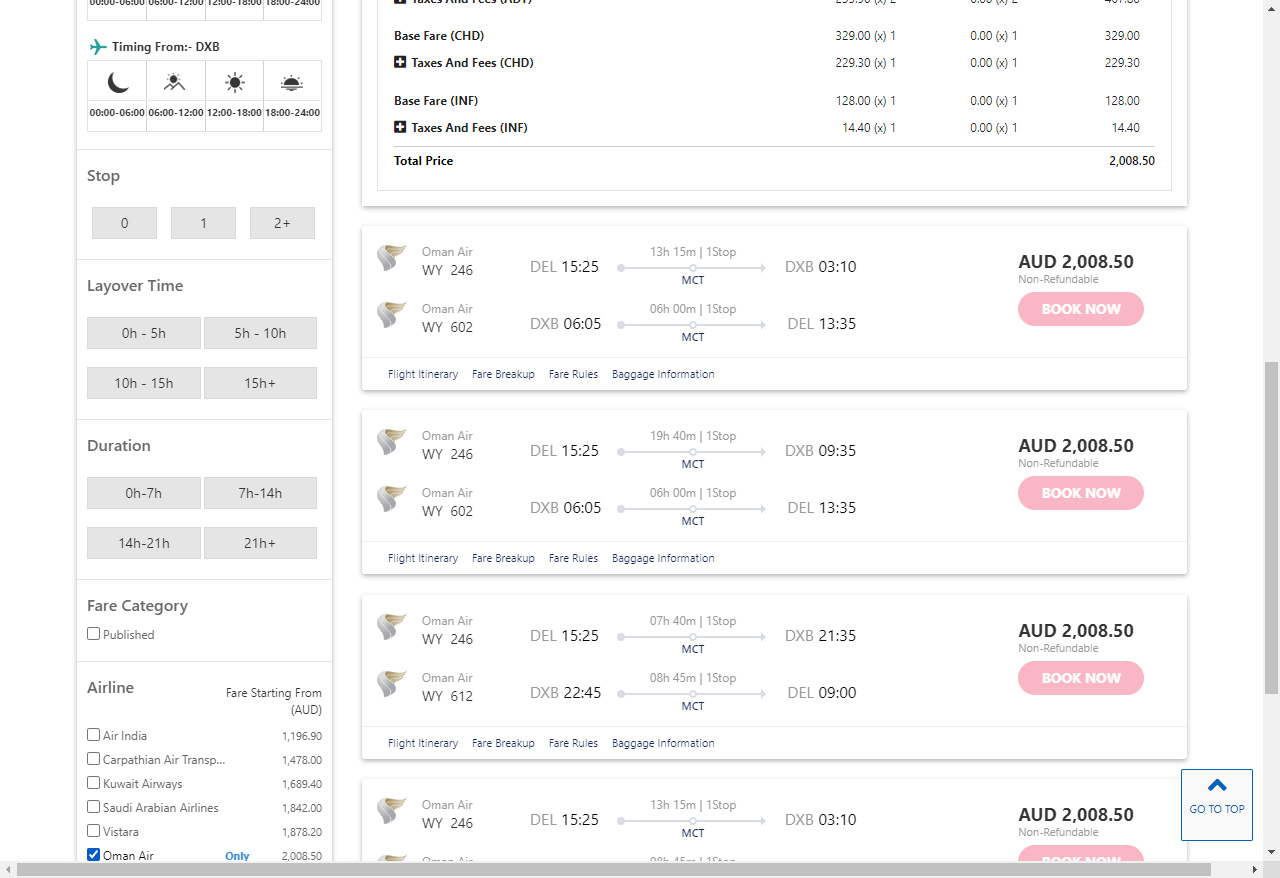 00:00-06:00 06:00-12:00 12:00-18:00 18:00-24:00
Timing From:- DXB
00:00-06:00 06:00-12:00 12:00-18:00 18:00-24:00
Stop
0 1 2+
Layover Time
0h - 5h 5h - 10h
10h - 15h 15h+
Duration
0h-7h 7h-14h
14h-21h 21h+
Fare Category
Published
Airline Fare Starting From
(AUD)
Air India 1,196.90
Carpathian Air Transp... 1,478.00
Kuwait Airways 1,689.40
Saudi Arabian Airlines 1,842.00
Vistara 1,878.20
Oman Air Only 2,008.50
Taxes And Fees (ADT)
Base Fare (CHD) 329.00 (x) 1 0.00 (x) 1 329.00
Taxes And Fees (CHD) 229.30 (x) 1 0.00 (x) 1 229.30
Base Fare (INF) 128.00 (x) 1 0.00 (x) 1 128.00
Taxes And Fees (INF) 14.40 (x) 1 0.00 (x) 1 14.40
Total Price 2,008.50
Oman Air 13h 15m | 1Stop
WY 246 DEL 15:25 MCT DXB 03:10
Oman Air 06h 00m | 1Stop
WY 602 DXB 06:05 MCT DEL 13:35
AUD 2,008.50
Non-Refundable
BOOK NOW
Flight Itinerary Fare Breakup Fare Rules Baggage Information
Oman Air 19h 40m | 1Stop
WY 246 DEL 15:25 MCT DXB 09:35
Oman Air 06h 00m | 1Stop
WY 602 DXB 06:05 MCT DEL 13:35
AUD 2,008.50
Non-Refundable
BOOK NOW
Flight Itinerary Fare Breakup Fare Rules Baggage Information
Oman Air 07h 40m | 1Stop
WY 246 DEL 15:25 MCT DXB 21:35
Oman Air 08h 45m | 1Stop
WY 612 DXB 22:45 MCT DEL 09:00
AUD 2,008.50
Non-Refundable
BOOK NOW
Flight Itinerary Fare Breakup Fare Rules Baggage Information
Oman Air 13h 15m | 1Stop
WY 246 DEL 15:25 MCT DXB 03:10
Oman Air 08h 45m | 1Stop
AUD 2,008.50
Non-Refundable
BOOK NOW
GO TO TOP